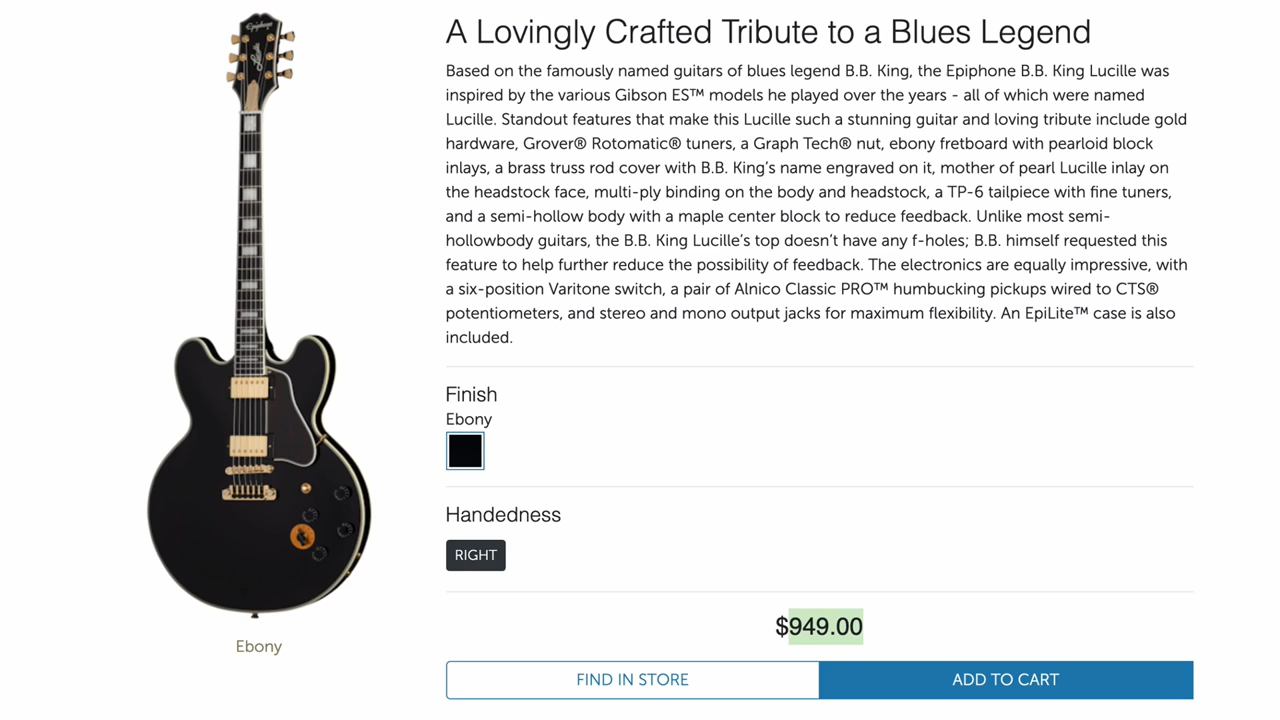 Epiphone
Lucille
A Lovingly Crafted Tribute to a Blues Legend
Based on the famously named guitars of blues legend B.B. King, the Epiphone B.B. King Lucille was
inspired by the various Gibson ES™ models he played over the years - all of which were named
Lucille. Standout features that make this Lucille such a stunning guitar and loving tribute include gold
hardware, Grover® Rotomatic® tuners, a Graph Tech® nut, ebony fretboard with pearloid block
inlays, a brass truss rod cover with B.B. King’s name engraved on it, mother of pearl Lucille inlay on
the headstock face, multi-ply binding on the body and headstock, a TP-6 tailpiece with fine tuners,
and a semi-hollow body with a maple center block to reduce feedback. Unlike most semi-
hollowbody guitars, the B.B. King Lucille’s top doesn’t have any f-holes; B.B. himself requested this
feature to help further reduce the possibility of feedback. The electronics are equally impressive, with
a six-position Varitone switch, a pair of Alnico Classic PRO™ humbucking pickups wired to CTS®
potentiometers, and stereo and mono output jacks for maximum flexibility. An EpiLite™ case is also
included.
Finish
Ebony
Handedness
RIGHT
$949.00
Ebony
FIND IN STORE
ADD TO CART